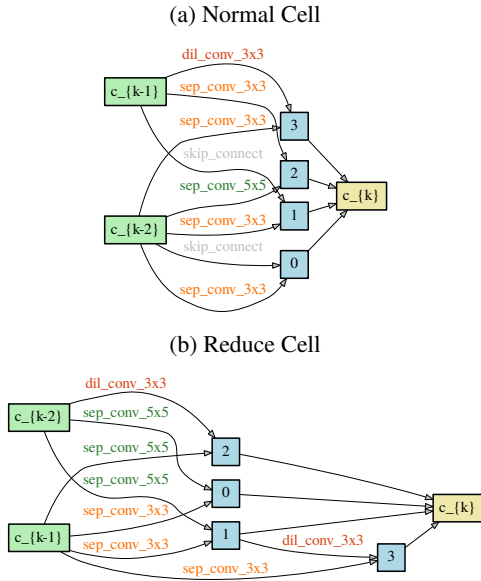 (a) Normal Cell
dil_conv_3x3
c_{k-1}
sep_conv_3x3
sep_conv_3x3
3
skip_connect
2
sep_conv_5x5
c_{k}
sep_conv_3x3
1
c_{k-2}
skip_connect
0
sep_conv_3x3
(b) Reduce Cell
dil_conv_3x3
c_{k-2}
sep_conv_5x5
sep_conv_5x5
2
sep_conv_5x5
0
c_{k}
sep_conv_3x3
1
c_{k-1}
dil_conv_3x3
sep_conv_3x3
3
sep_conv_3x3